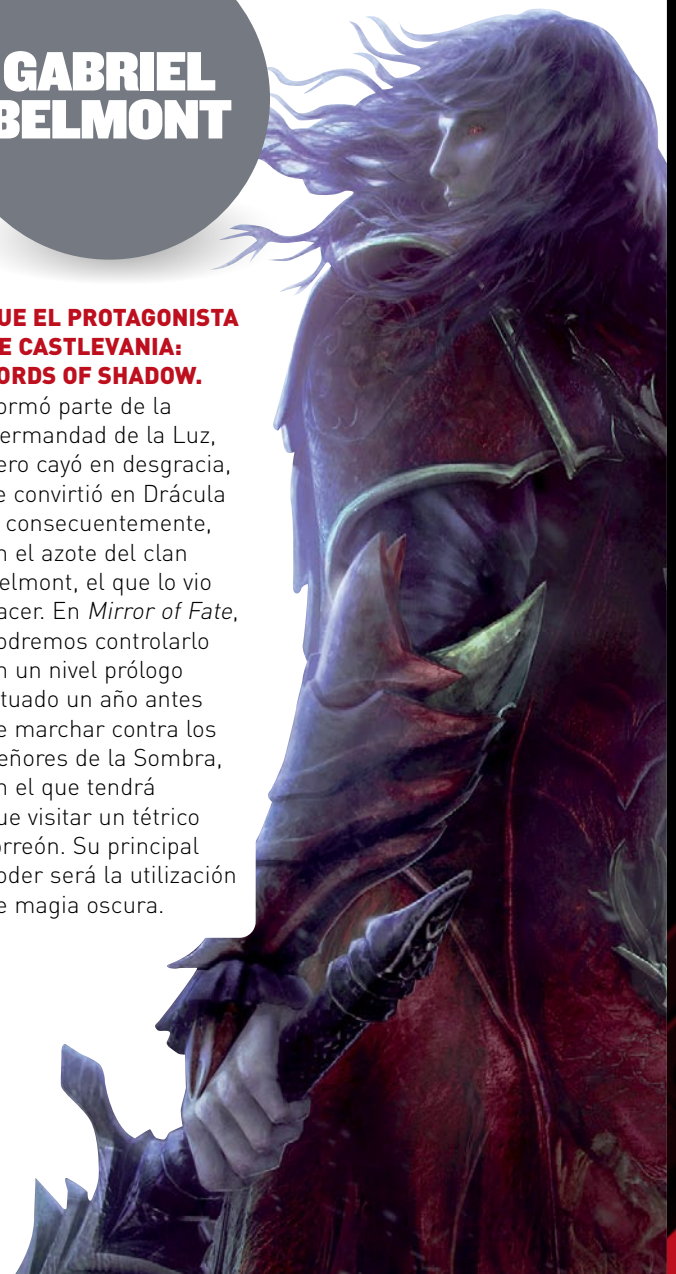 GABRIEL
BELMONT
UE EL PROTAGONISTA
E CASTLEVANIA:
ORDS OF SHADOW.
ormó parte de la
ermandad de la Luz,
ero cayó en desgracia,
e convirtió en Drácula
consecuentemente,
n el azote del clan
elmont, el que lo vio
acer. En Mirror of Fate,
odremos controlarlo
n un nivel prólogo
tuado un año antes
e marchar contra los
eñores de la Sombra,
n el que tendrá
ue visitar un tétrico
orreón. Su principal
oder será la utilización
e magia oscura.